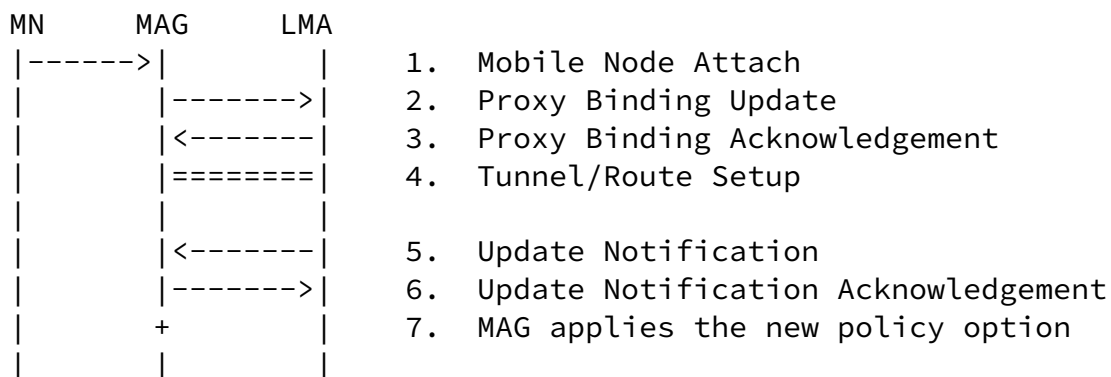 MN MAG LMA
|------>| | 1. Mobile Node Attach
| |------->| 2. Proxy Binding Update
| |<-------| 3. Proxy Binding Acknowledgement
| |========| 4. Tunnel/Route Setup
| | |
| |<-------| 5. Update Notification
| |------->| 6. Update Notification Acknowledgement
| + | 7. MAG applies the new policy option
| | |